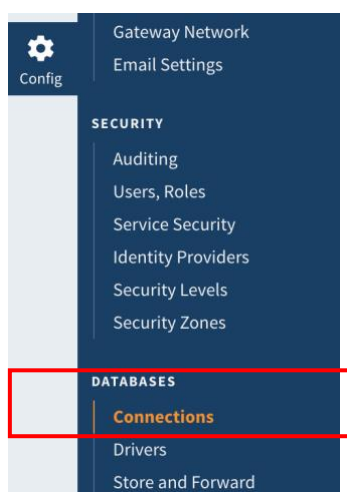 Gateway Network
Config
Email Settings
SECURITY
Auditing
Users, Roles
Service Security
Identity Providers
Security Levels
Security Zones
DATABASES
Connections
Drivers
Store and Forward